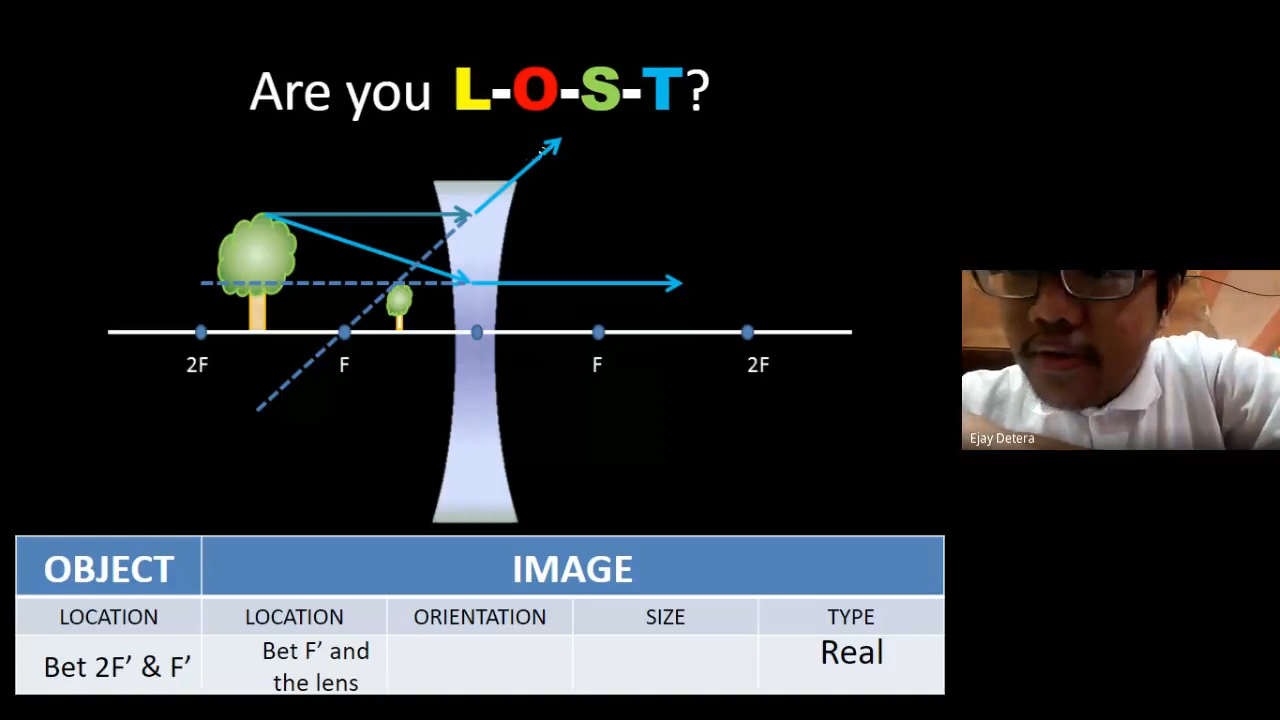 Are you L-O-S-T?
2F
F
F
2F
Ejay Detera
OBJECT
IMAGE
LOCATION
LOCATION
ORIENTATION
SIZE
TYPE
Bet 2F’ & F’
Bet F’ and
the lens
Real